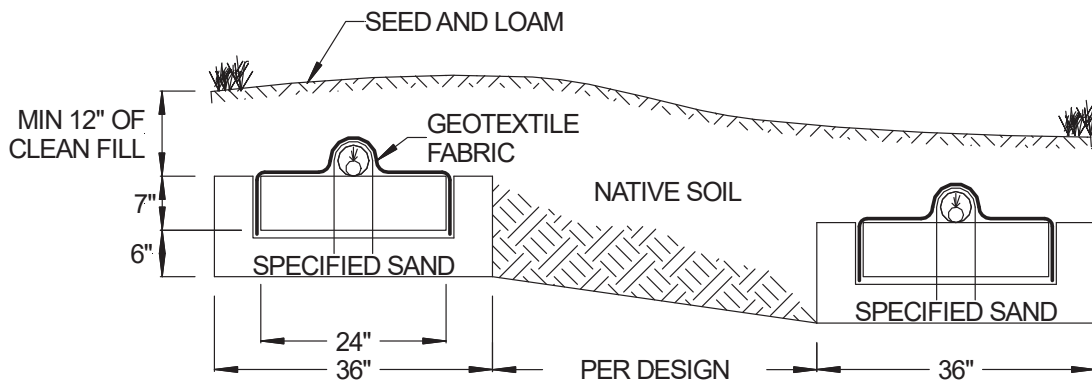 SEED AND LOAM
MIN 12" OF
CLEAN FILL
GEOTEXTILE
FABRIC
7"
NATIVE SOIL
6"
SPECIFIED SAND
SPECIFIED SAND
24"
36"
PER DESIGN
36"